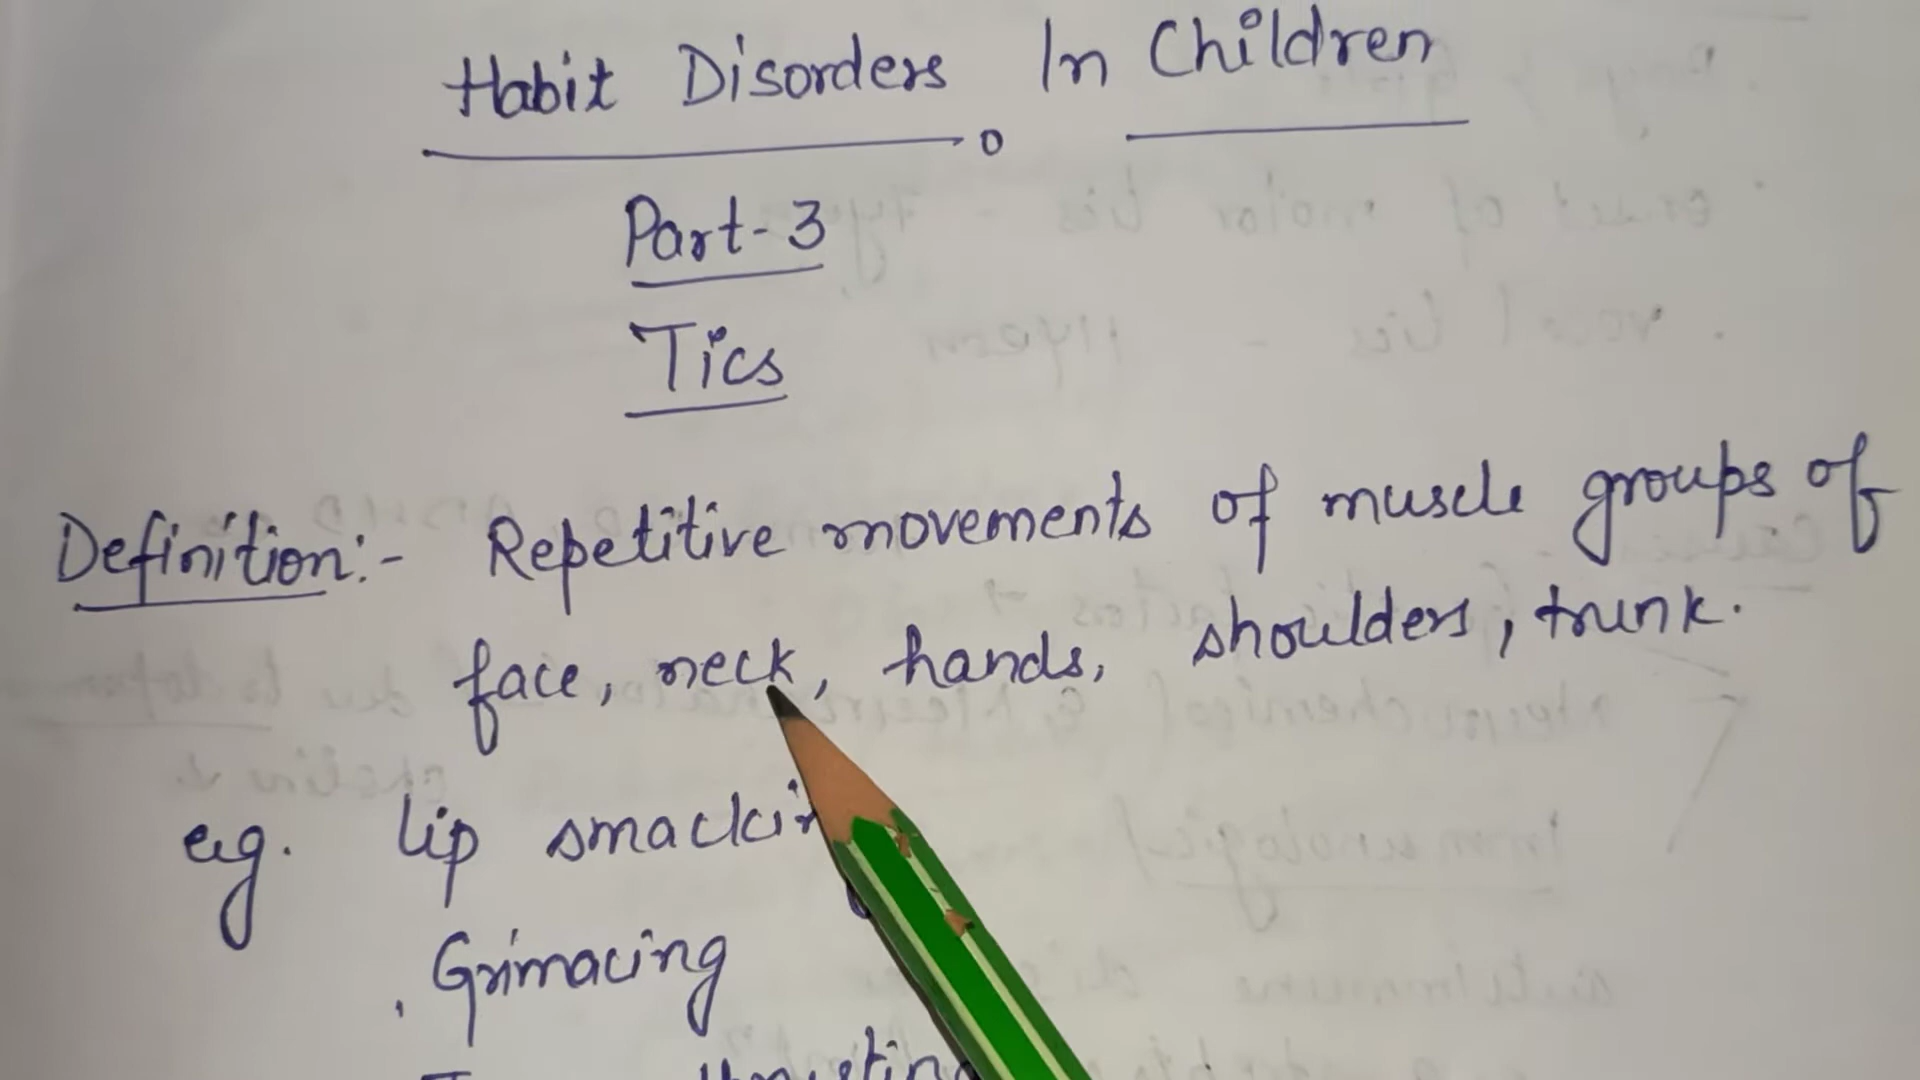 Habit Disorders In Children
Part-3
Tics
Definition:- Repetitive movements of muscle groups of
face, neck, hands, shoulders, trunk.
eg. Lip
Grimacing